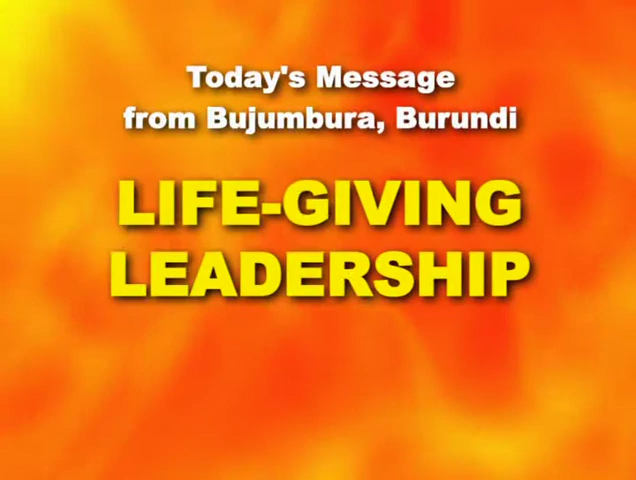 Today's Message
from Bujumbura, Burundi
LIFE-GIVING
LEADERSHIP